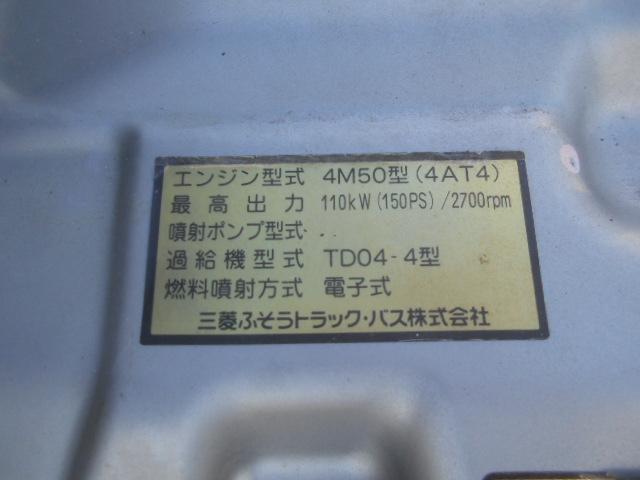 エンジン型式 4M50型(4AT4)
最高出力 110kW(150PS)/2700rpm
噴射ポンプ型式 ..
過給機型式 TD04-4型
燃料噴射方式 電子式
三菱ふそうトラック・バス株式会社